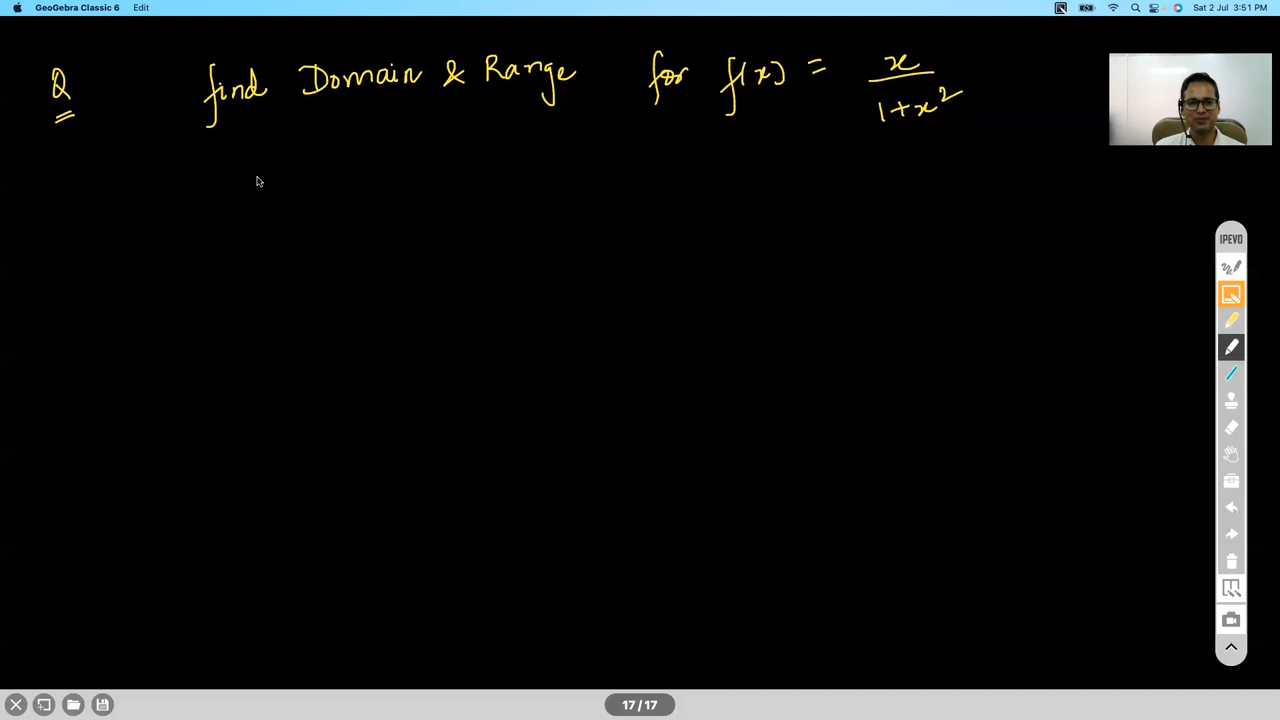 GeoGebra Classic 6 Edit Sat 2 Jul 3:51 PM
Q find Domain & Range for f(x) = x/(1+x²)
IPEVO
17/17